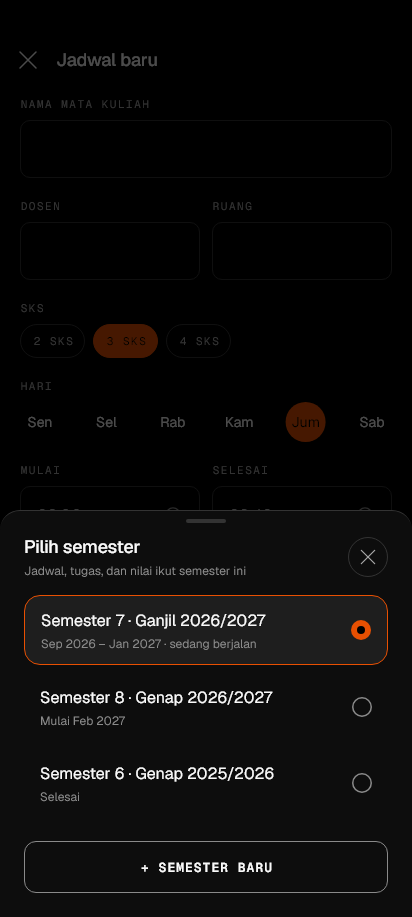 Jadwal baru
NAMA MATA KULIAH
DOSEN
RUANG
SKS
2 SKS
3 SKS
4 SKS
HARI
Sen
Sel
Rab
Kam
Jum
Sab
MULAI
SELESAI
Pilih semester
Jadwal, tugas, dan nilai ikut semester ini
Semester 7 · Ganjil 2026/2027
Sep 2026 – Jan 2027 · sedang berjalan
Semester 8 · Genap 2026/2027
Mulai Feb 2027
Semester 6 · Genap 2025/2026
Selesai
+ SEMESTER BARU